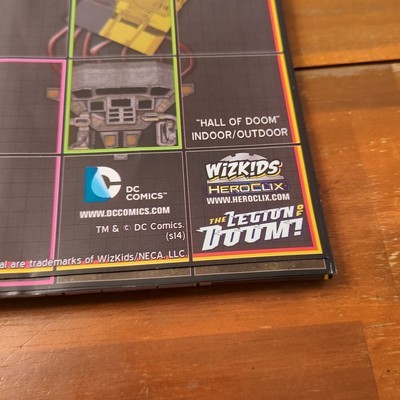 "HALL OF DOOM"
INDOOR/OUTDOOR
DC
COMICS™
WWW.DCCOMICS.COM
TM & © DC Comics.
(s14)
WIZKIDS
HEROCLIX
WWW.HEROCLIX.COM
THE LEGION OF
DOOM!
al are trademarks of WizKids/NECA, LLC.